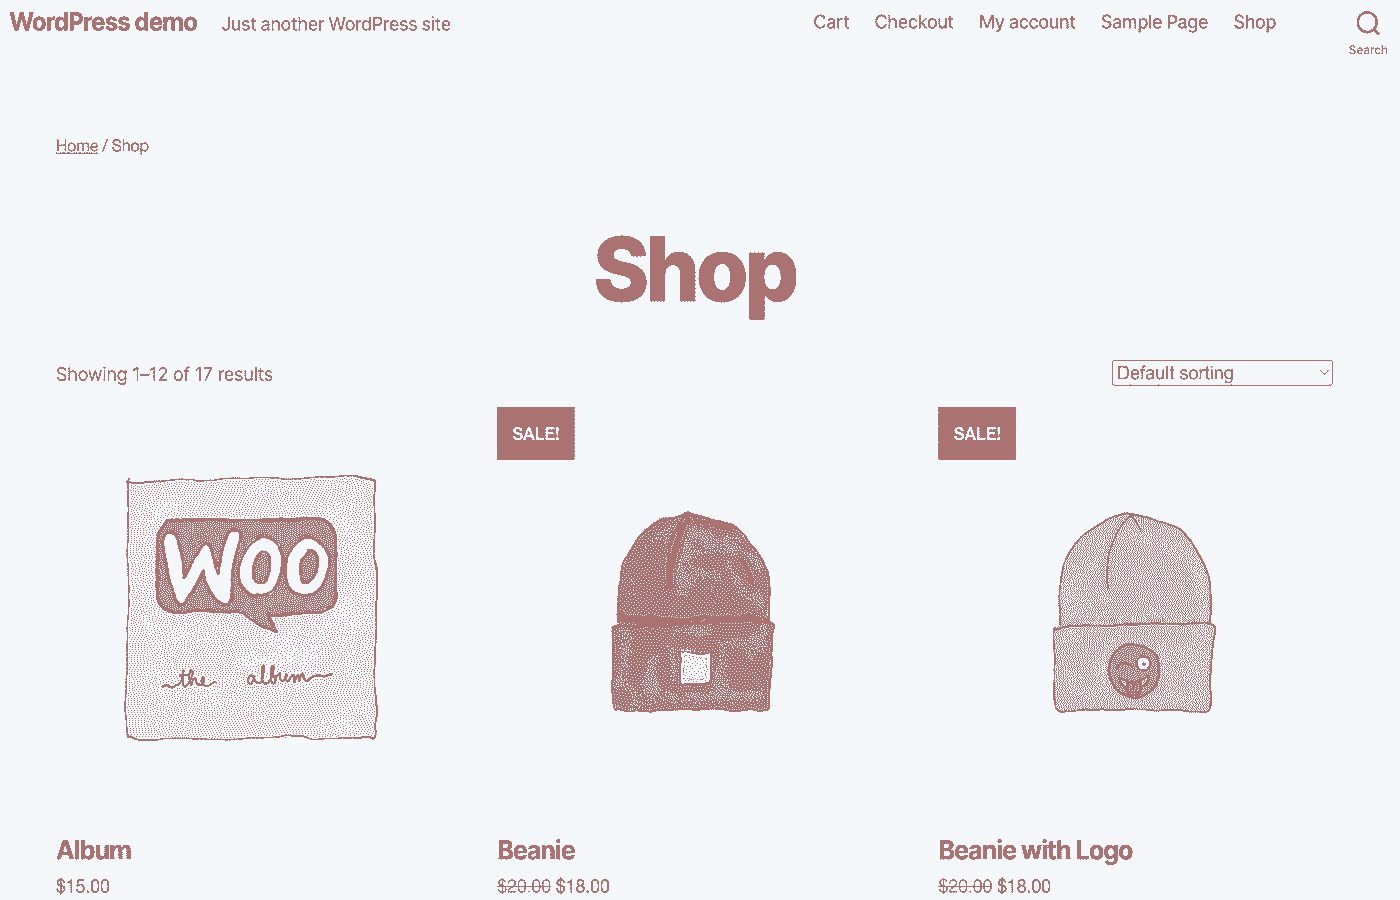 WordPress demo Just another WordPress site Cart Checkout My account Sample Page Shop
Search
Home / Shop
Shop
Showing 1–12 of 17 results Default sorting
SALE! SALE!
WOO
the album
Album Beanie Beanie with Logo
$15.00 $20.00 $18.00 $20.00 $18.00